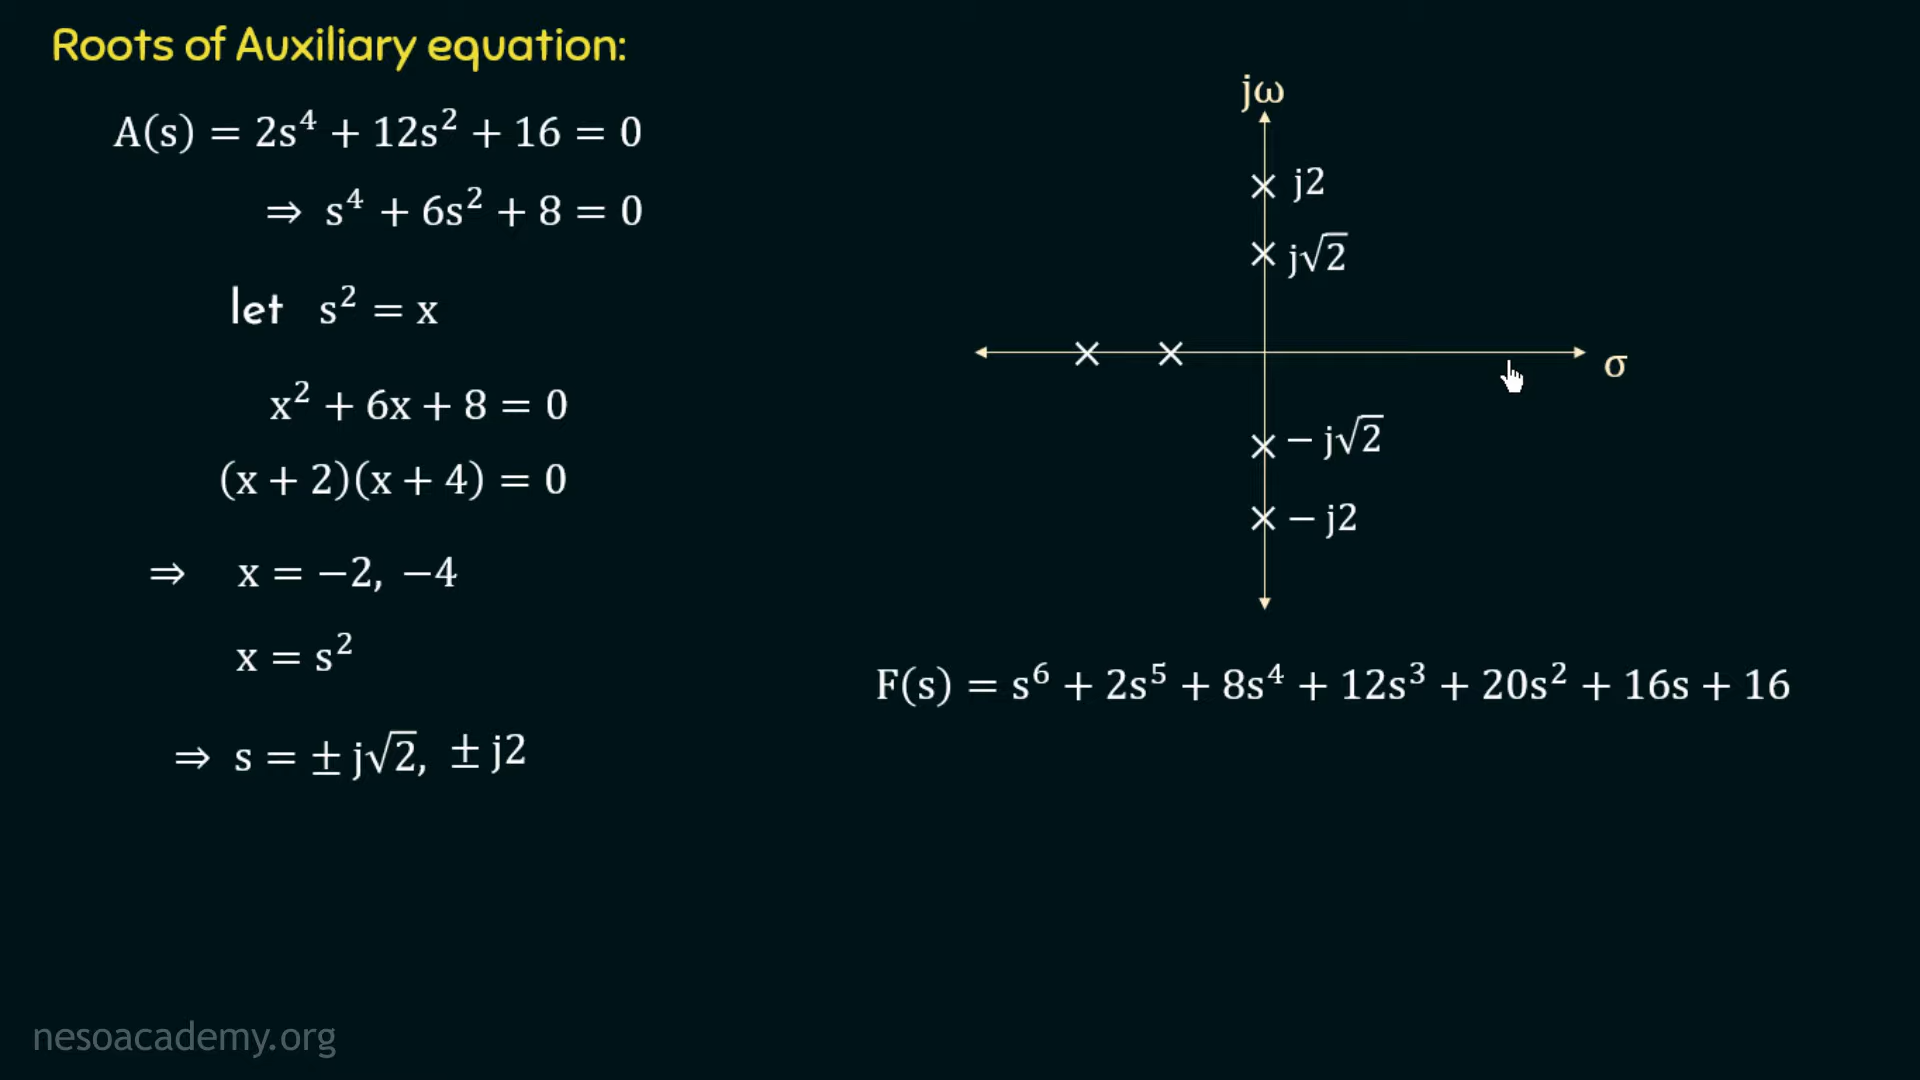 Roots of Auxiliary equation:
A(s) = 2s⁴ + 12s² + 16 = 0
⇒ s⁴ + 6s² + 8 = 0
let s² = x
x² + 6x + 8 = 0
(x + 2)(x + 4) = 0
⇒ x = −2, −4
x = s²
⇒ s = ± j√2, ± j2
jω
j2
j√2
σ
− j√2
− j2
F(s) = s⁶ + 2s⁵ + 8s⁴ + 12s³ + 20s² + 16s + 16
nesoacademy.org